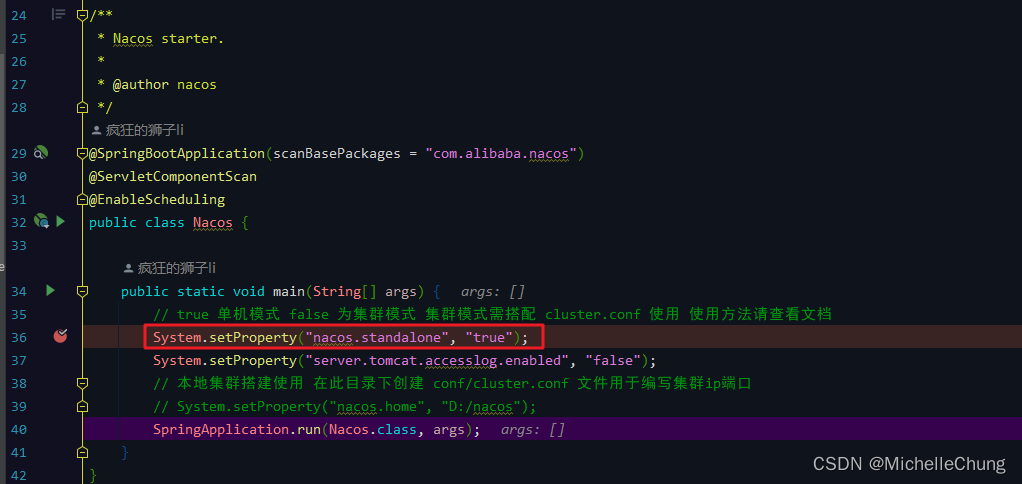 24 /**
25 * Nacos starter.
26 *
27 * @author nacos
28 */
疯狂的狮子li
29 @SpringBootApplication(scanBasePackages = "com.alibaba.nacos")
30 @ServletComponentScan
31 @EnableScheduling
32 public class Nacos {
33
疯狂的狮子li
34 public static void main(String[] args) { args: []
35 // true 单机模式 false 为集群模式 集群模式需搭配 cluster.conf 使用 使用方法请查看文档
36 System.setProperty("nacos.standalone", "true");
37 System.setProperty("server.tomcat.accesslog.enabled", "false");
38 // 本地集群搭建使用 在此目录下创建 conf/cluster.conf 文件用于编写集群ip端口
39 // System.setProperty("nacos.home", "D:/nacos");
40 SpringApplication.run(Nacos.class, args); args: []
41 }
42 }
CSDN @MichelleChung